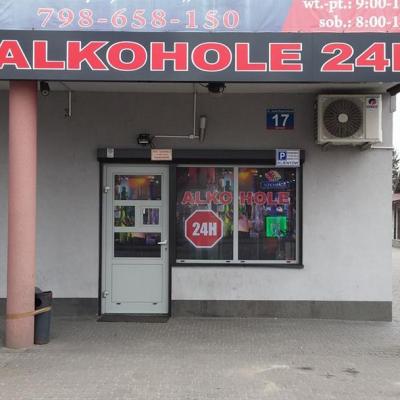 798-658-150
wt.-pt.: 9:00-1
sob.: 8:00-1
ALKOHOLE 24H
17
P
ALKOHOLE
24H